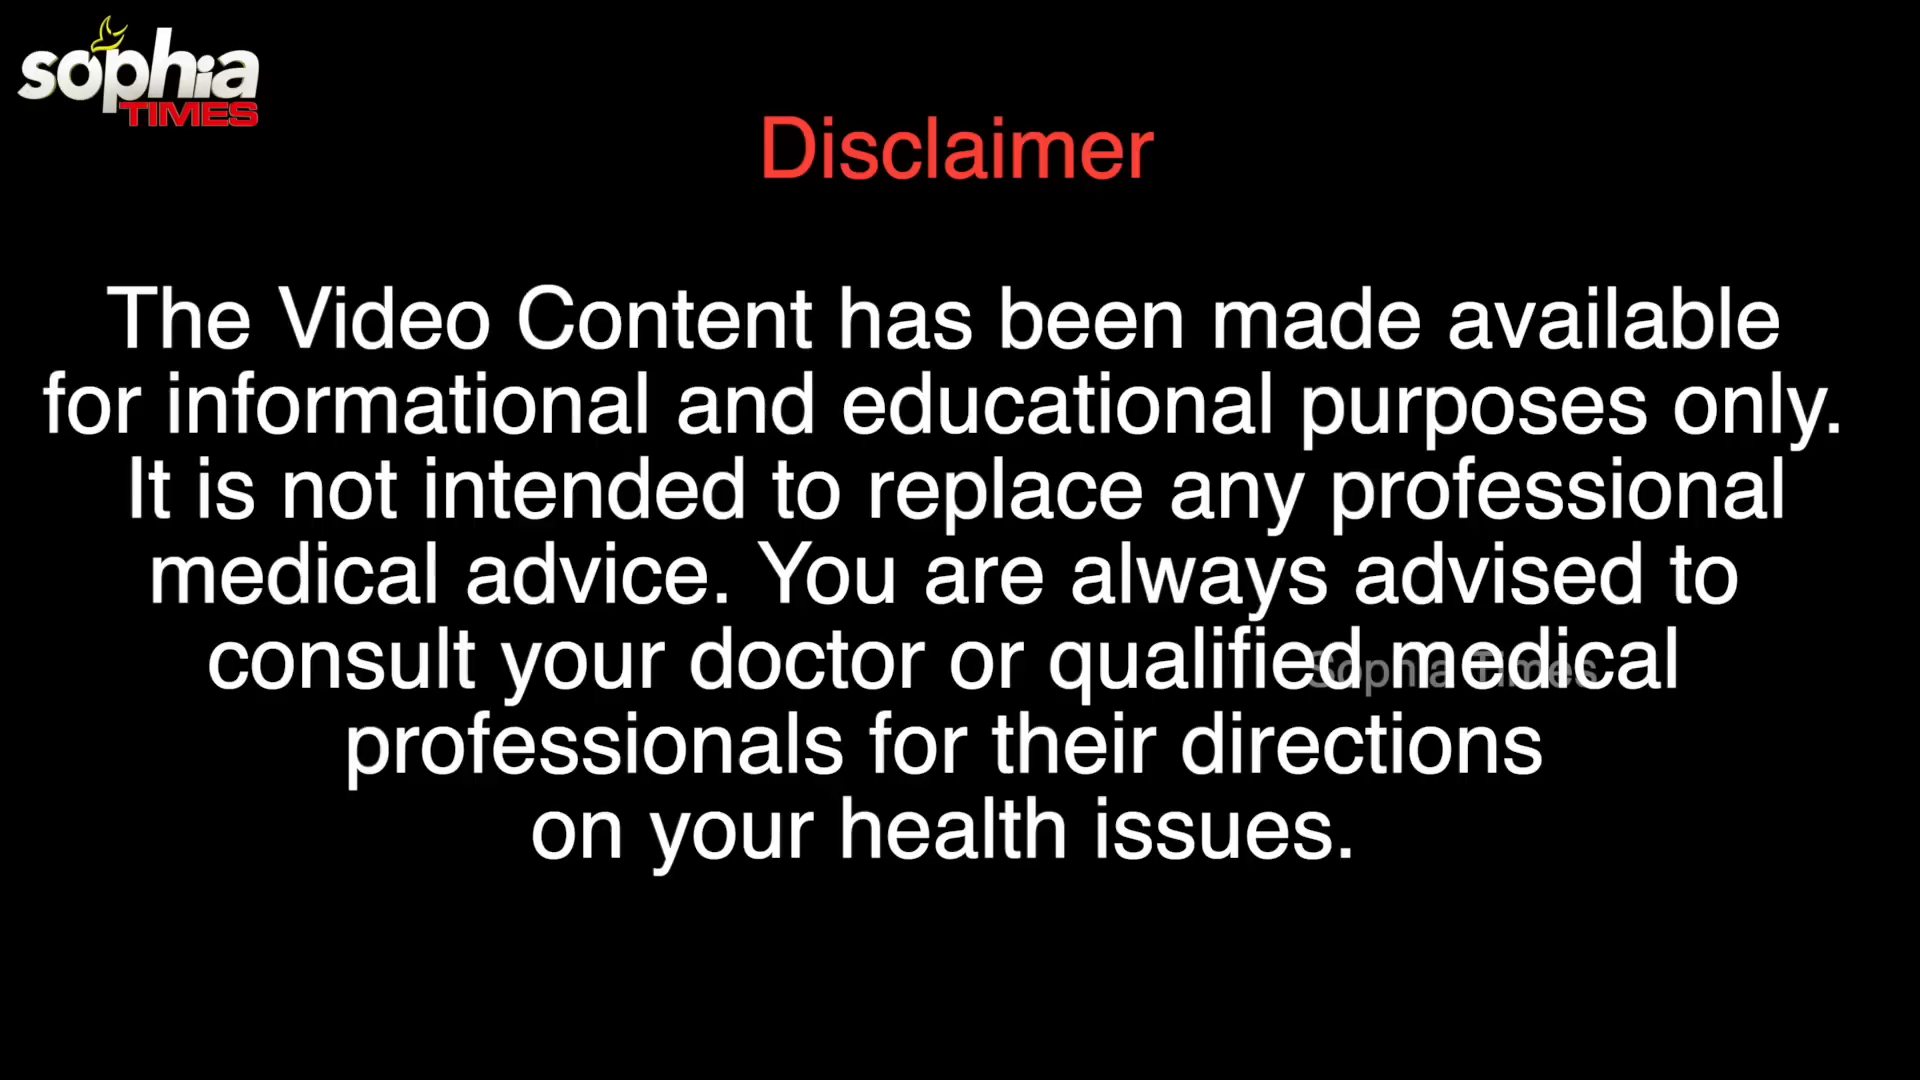 sophia
TIMES
Disclaimer
The Video Content has been made available
for informational and educational purposes only.
It is not intended to replace any professional
medical advice. You are always advised to
consult your doctor or qualified medical
Sophia Times
professionals for their directions
on your health issues.